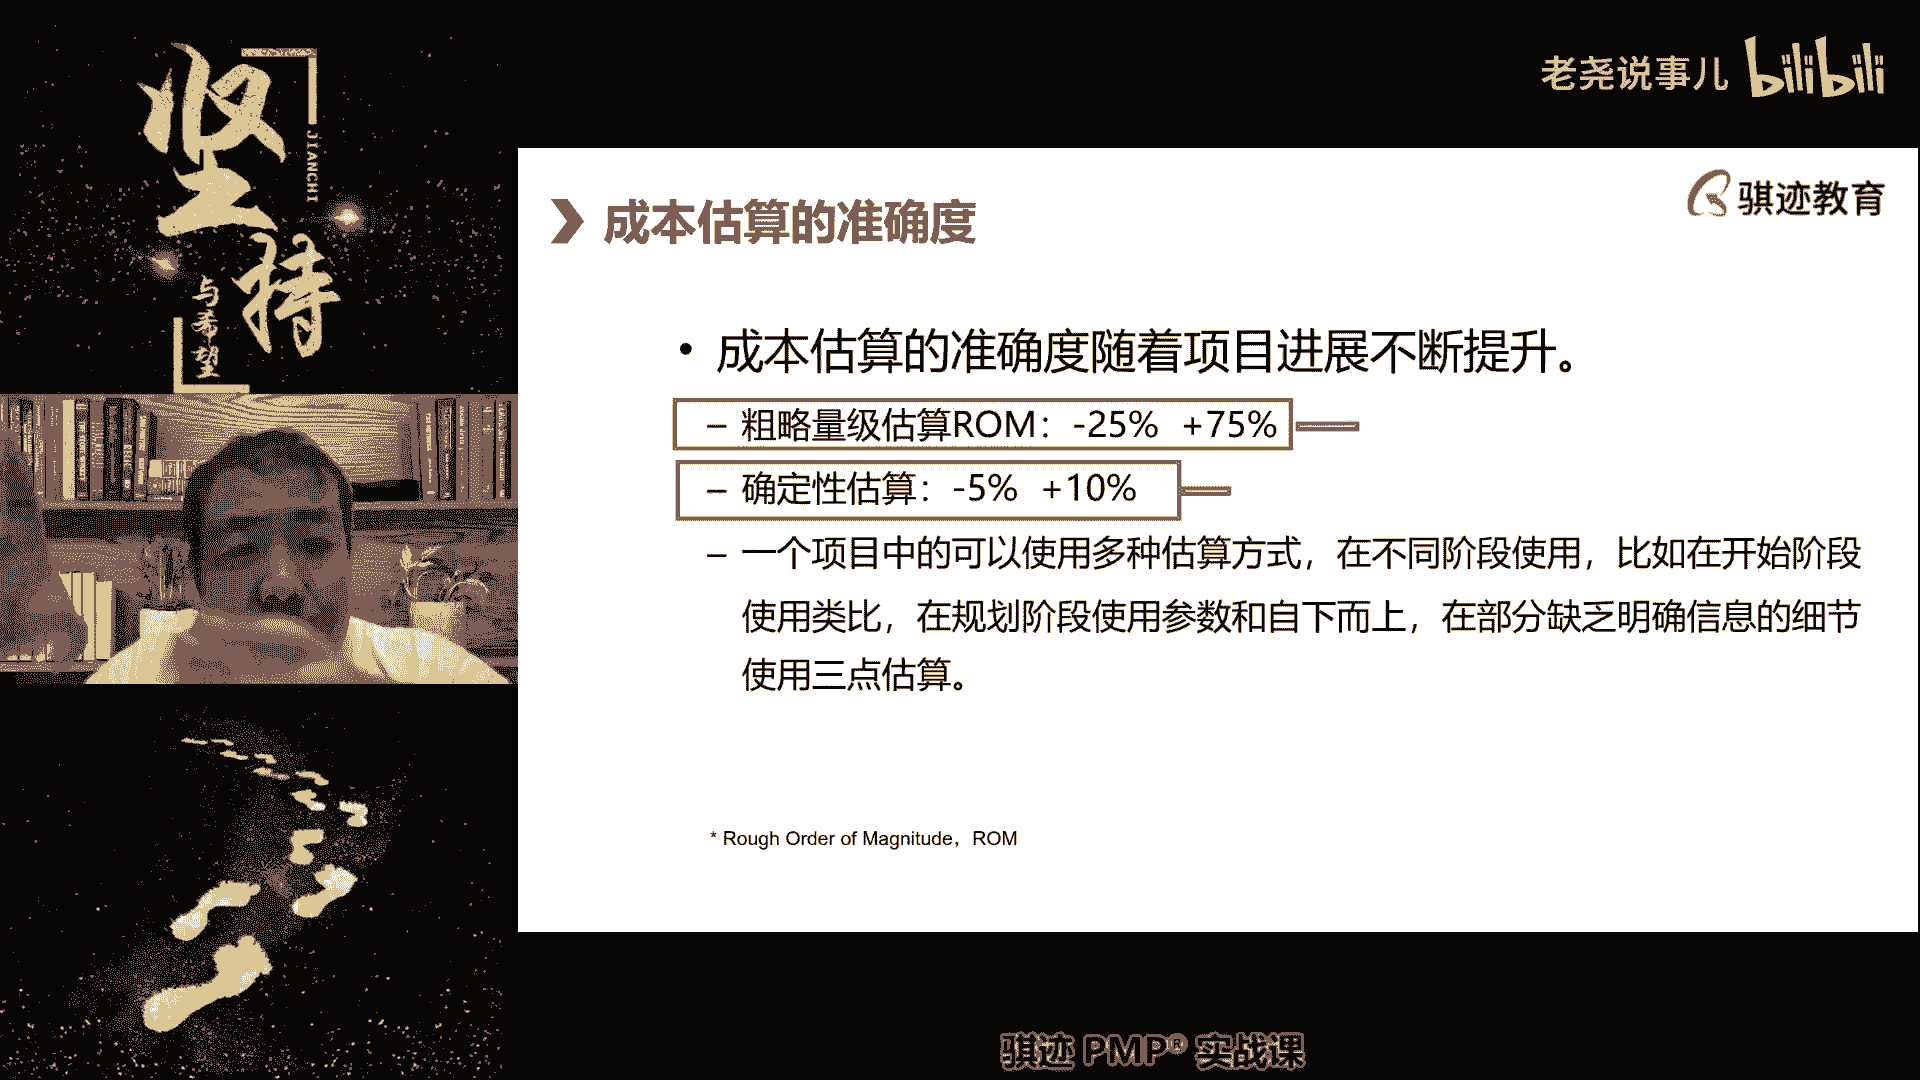 坚持
JIANCHI
与希望
老尧说事儿 bilibili
骐迹教育
成本估算的准确度
• 成本估算的准确度随着项目进展不断提升。
– 粗略量级估算ROM：-25% +75%
– 确定性估算：-5% +10%
– 一个项目中的可以使用多种估算方式，在不同阶段使用，比如在开始阶段
使用类比，在规划阶段使用参数和自下而上，在部分缺乏明确信息的细节
使用三点估算。
* Rough Order of Magnitude，ROM
骐迹 PMP® 实战课